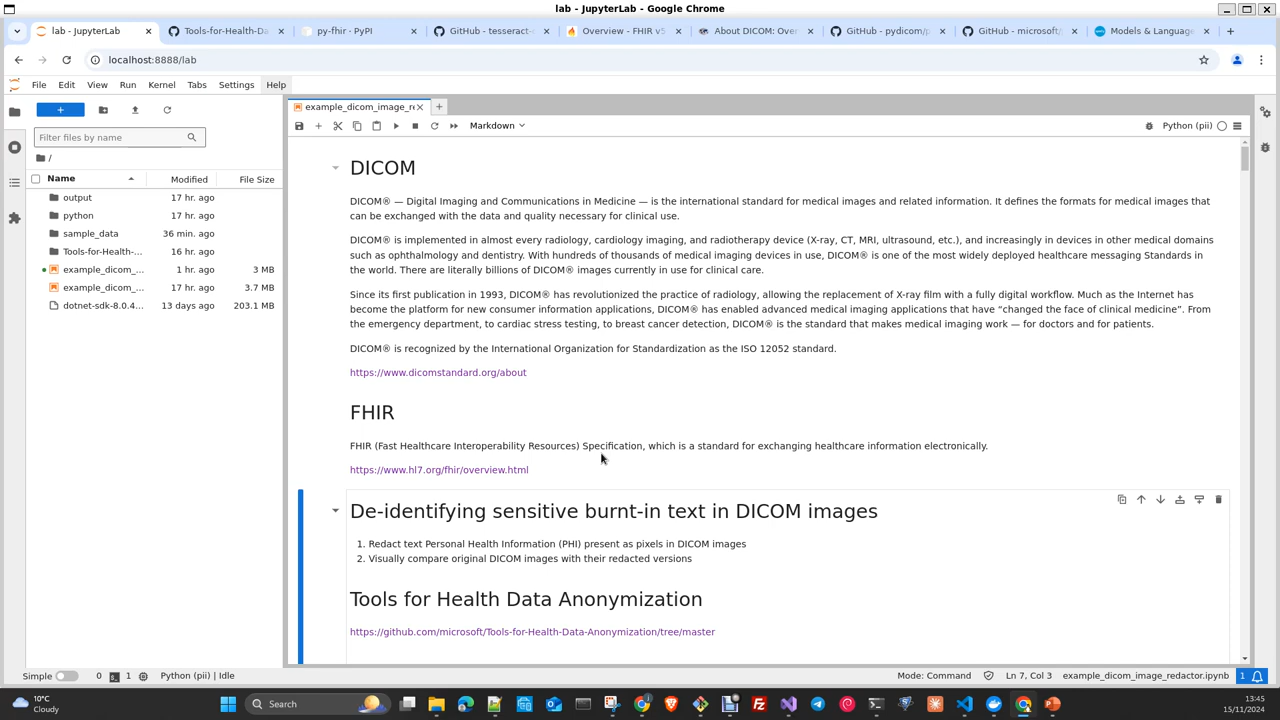 lab - JupyterLab - Google Chrome
lab - JupyterLab
Tools-for-Health-Da
py-fhir · PyPI
GitHub - tesseract-
Overview - FHIR v5
About DICOM: Over
GitHub - pydicom/p
GitHub - microsoft/
Models & Language
localhost:8888/lab
File Edit View Run Kernel Tabs Settings Help
example_dicom_image_re
Filter files by name
Markdown
Python (pii)
/
Name Modified File Size
output 17 hr. ago
python 17 hr. ago
sample_data 36 min. ago
Tools-for-Health-... 16 hr. ago
example_dicom_... 1 hr. ago 3 MB
example_dicom_... 17 hr. ago 3.7 MB
dotnet-sdk-8.0.4... 13 days ago 203.1 MB
DICOM
DICOM® — Digital Imaging and Communications in Medicine — is the international standard for medical images and related information. It defines the formats for medical images that
can be exchanged with the data and quality necessary for clinical use.
DICOM® is implemented in almost every radiology, cardiology imaging, and radiotherapy device (X-ray, CT, MRI, ultrasound, etc.), and increasingly in devices in other medical domains
such as ophthalmology and dentistry. With hundreds of thousands of medical imaging devices in use, DICOM® is one of the most widely deployed healthcare messaging Standards in
the world. There are literally billions of DICOM® images currently in use for clinical care.
Since its first publication in 1993, DICOM® has revolutionized the practice of radiology, allowing the replacement of X-ray film with a fully digital workflow. Much as the Internet has
become the platform for new consumer information applications, DICOM® has enabled advanced medical imaging applications that have “changed the face of clinical medicine”. From
the emergency department, to cardiac stress testing, to breast cancer detection, DICOM® is the standard that makes medical imaging work — for doctors and for patients.
DICOM® is recognized by the International Organization for Standardization as the ISO 12052 standard.
https://www.dicomstandard.org/about
FHIR
FHIR (Fast Healthcare Interoperability Resources) Specification, which is a standard for exchanging healthcare information electronically.
https://www.hl7.org/fhir/overview.html
De-identifying sensitive burnt-in text in DICOM images
1. Redact text Personal Health Information (PHI) present as pixels in DICOM images
2. Visually compare original DICOM images with their redacted versions
Tools for Health Data Anonymization
https://github.com/microsoft/Tools-for-Health-Data-Anonymization/tree/master
Simple 0 1 Python (pii) | Idle Mode: Command Ln 7, Col 3 example_dicom_image_redactor.ipynb 1
10°C
Cloudy
Search
13:45
15/11/2024